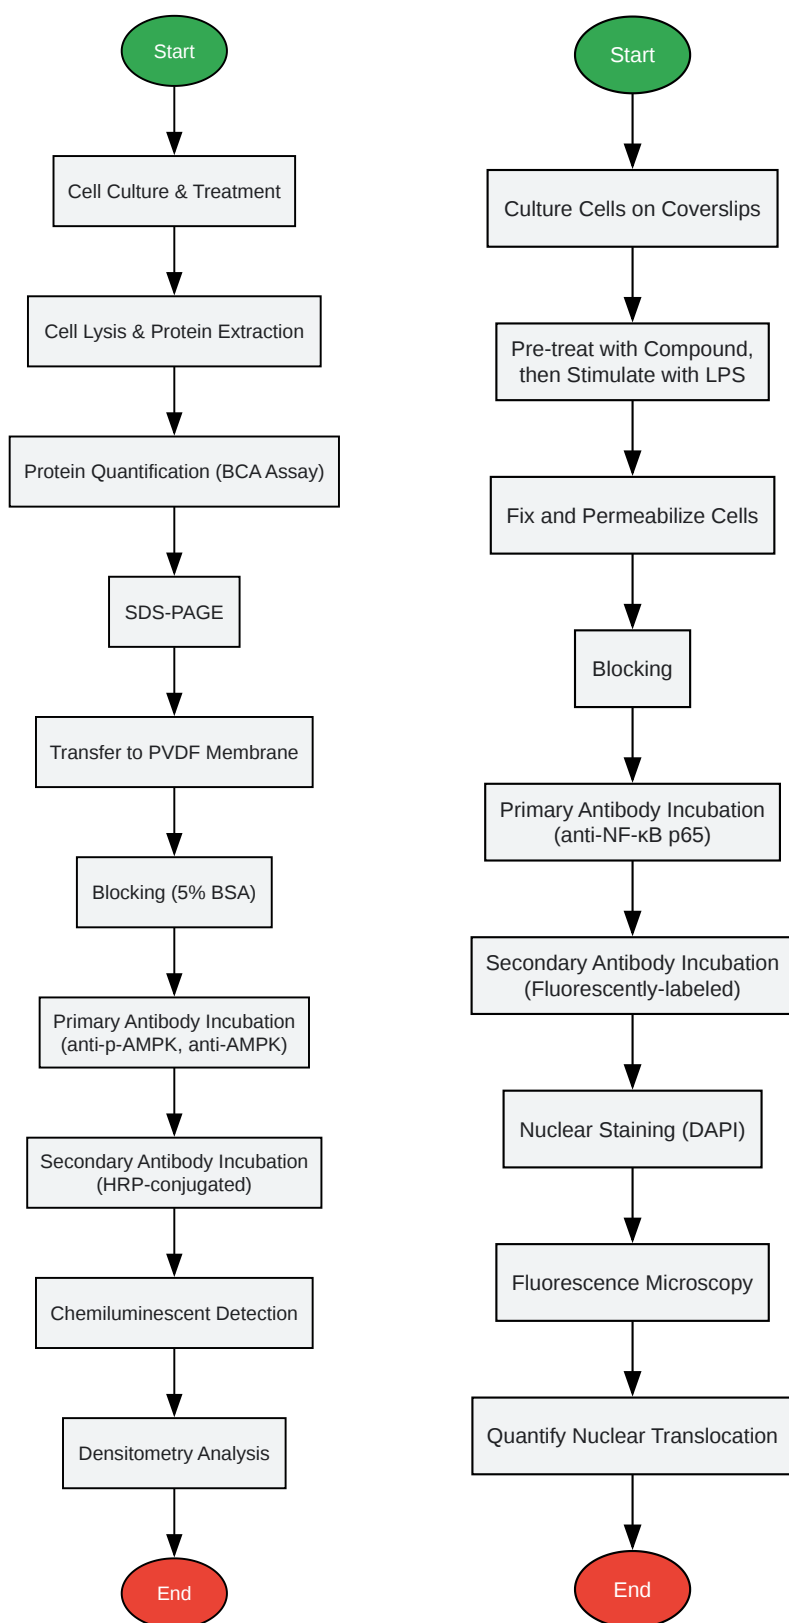 Start
Cell Culture & Treatment
Cell Lysis & Protein Extraction
Protein Quantification (BCA Assay)
SDS-PAGE
Transfer to PVDF Membrane
Blocking (5% BSA)
Primary Antibody Incubation
(anti-p-AMPK, anti-AMPK)
Secondary Antibody Incubation
(HRP-conjugated)
Chemiluminescent Detection
Densitometry Analysis
End
Start
Culture Cells on Coverslips
Pre-treat with Compound,
then Stimulate with LPS
Fix and Permeabilize Cells
Blocking
Primary Antibody Incubation
(anti-NF-κB p65)
Secondary Antibody Incubation
(Fluorescently-labeled)
Nuclear Staining (DAPI)
Fluorescence Microscopy
Quantify Nuclear Translocation
End